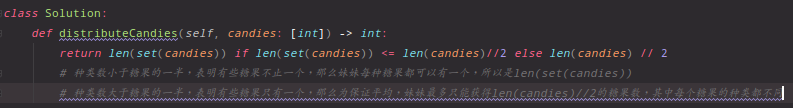 class Solution:
def distributeCandies(self, candies: [int]) -> int:
return len(set(candies)) if len(set(candies)) <= len(candies)//2 else len(candies) // 2
# 种类数小于糖果的一半，表明有些糖果不止一个，那么妹妹每种糖果都可以有一个，所以是len(set(candies))
# 种类数大于糖果的一半，表明有些糖果只有一个，那么为保证平均，妹妹最多只能获得len(candies)//2的糖果数，其中每个糖果的种类都不